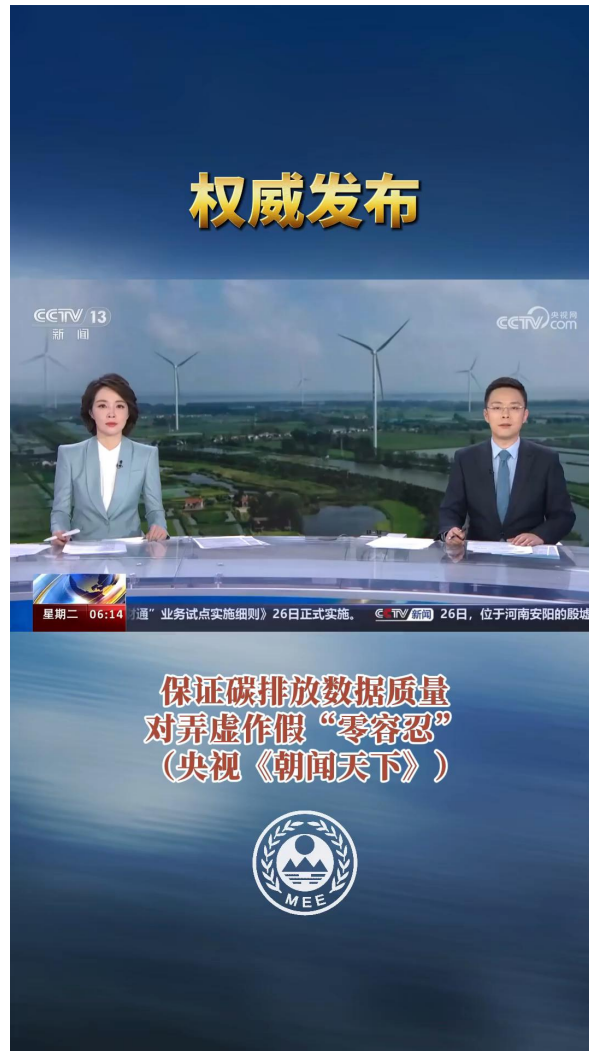 权威发布
CCTV 13
新闻
央视网
CCTV com
星期二 06:14
通”业务试点实施细则》26日正式实施。 CCTV 新闻 26日，位于河南安阳的殷墟
保证碳排放数据质量
对弄虚作假“零容忍”
（央视《朝闻天下》）
MEE